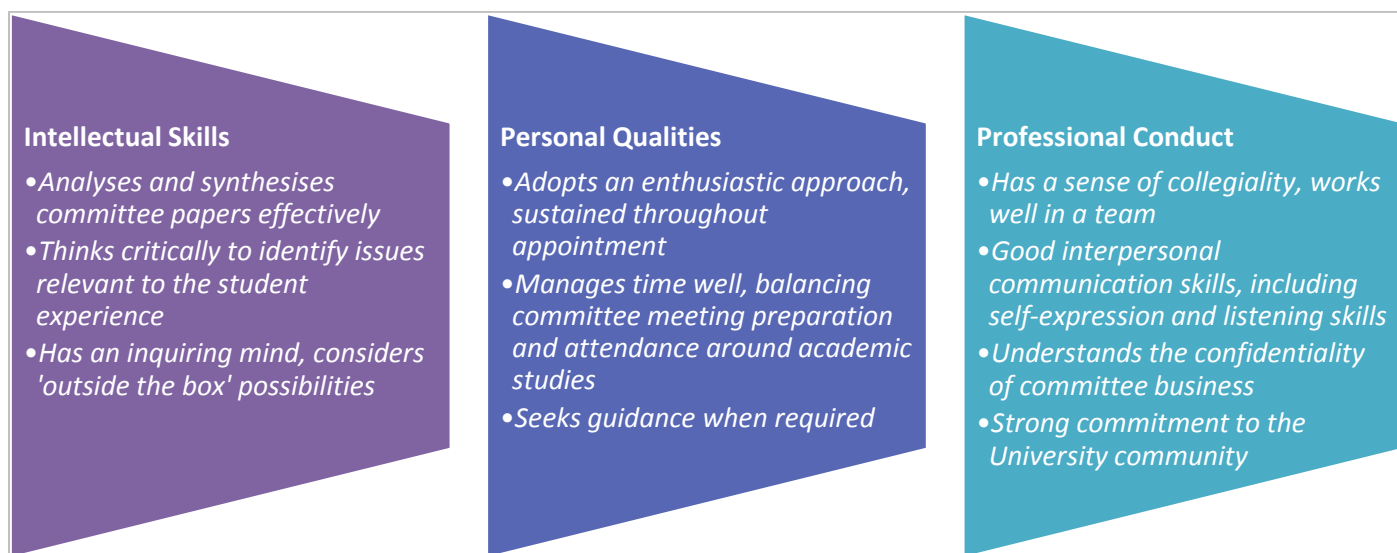 Intellectual Skills
•Analyses and synthesises
committee papers effectively
•Thinks critically to identify issues
relevant to the student
experience
•Has an inquiring mind, considers
'outside the box' possibilities
Personal Qualities
•Adopts an enthusiastic approach,
sustained throughout
appointment
•Manages time well, balancing
committee meeting preparation
and attendance around academic
studies
•Seeks guidance when required
Professional Conduct
•Has a sense of collegiality, works
well in a team
•Good interpersonal
communication skills, including
self-expression and listening skills
•Understands the confidentiality
of committee business
•Strong commitment to the
University community